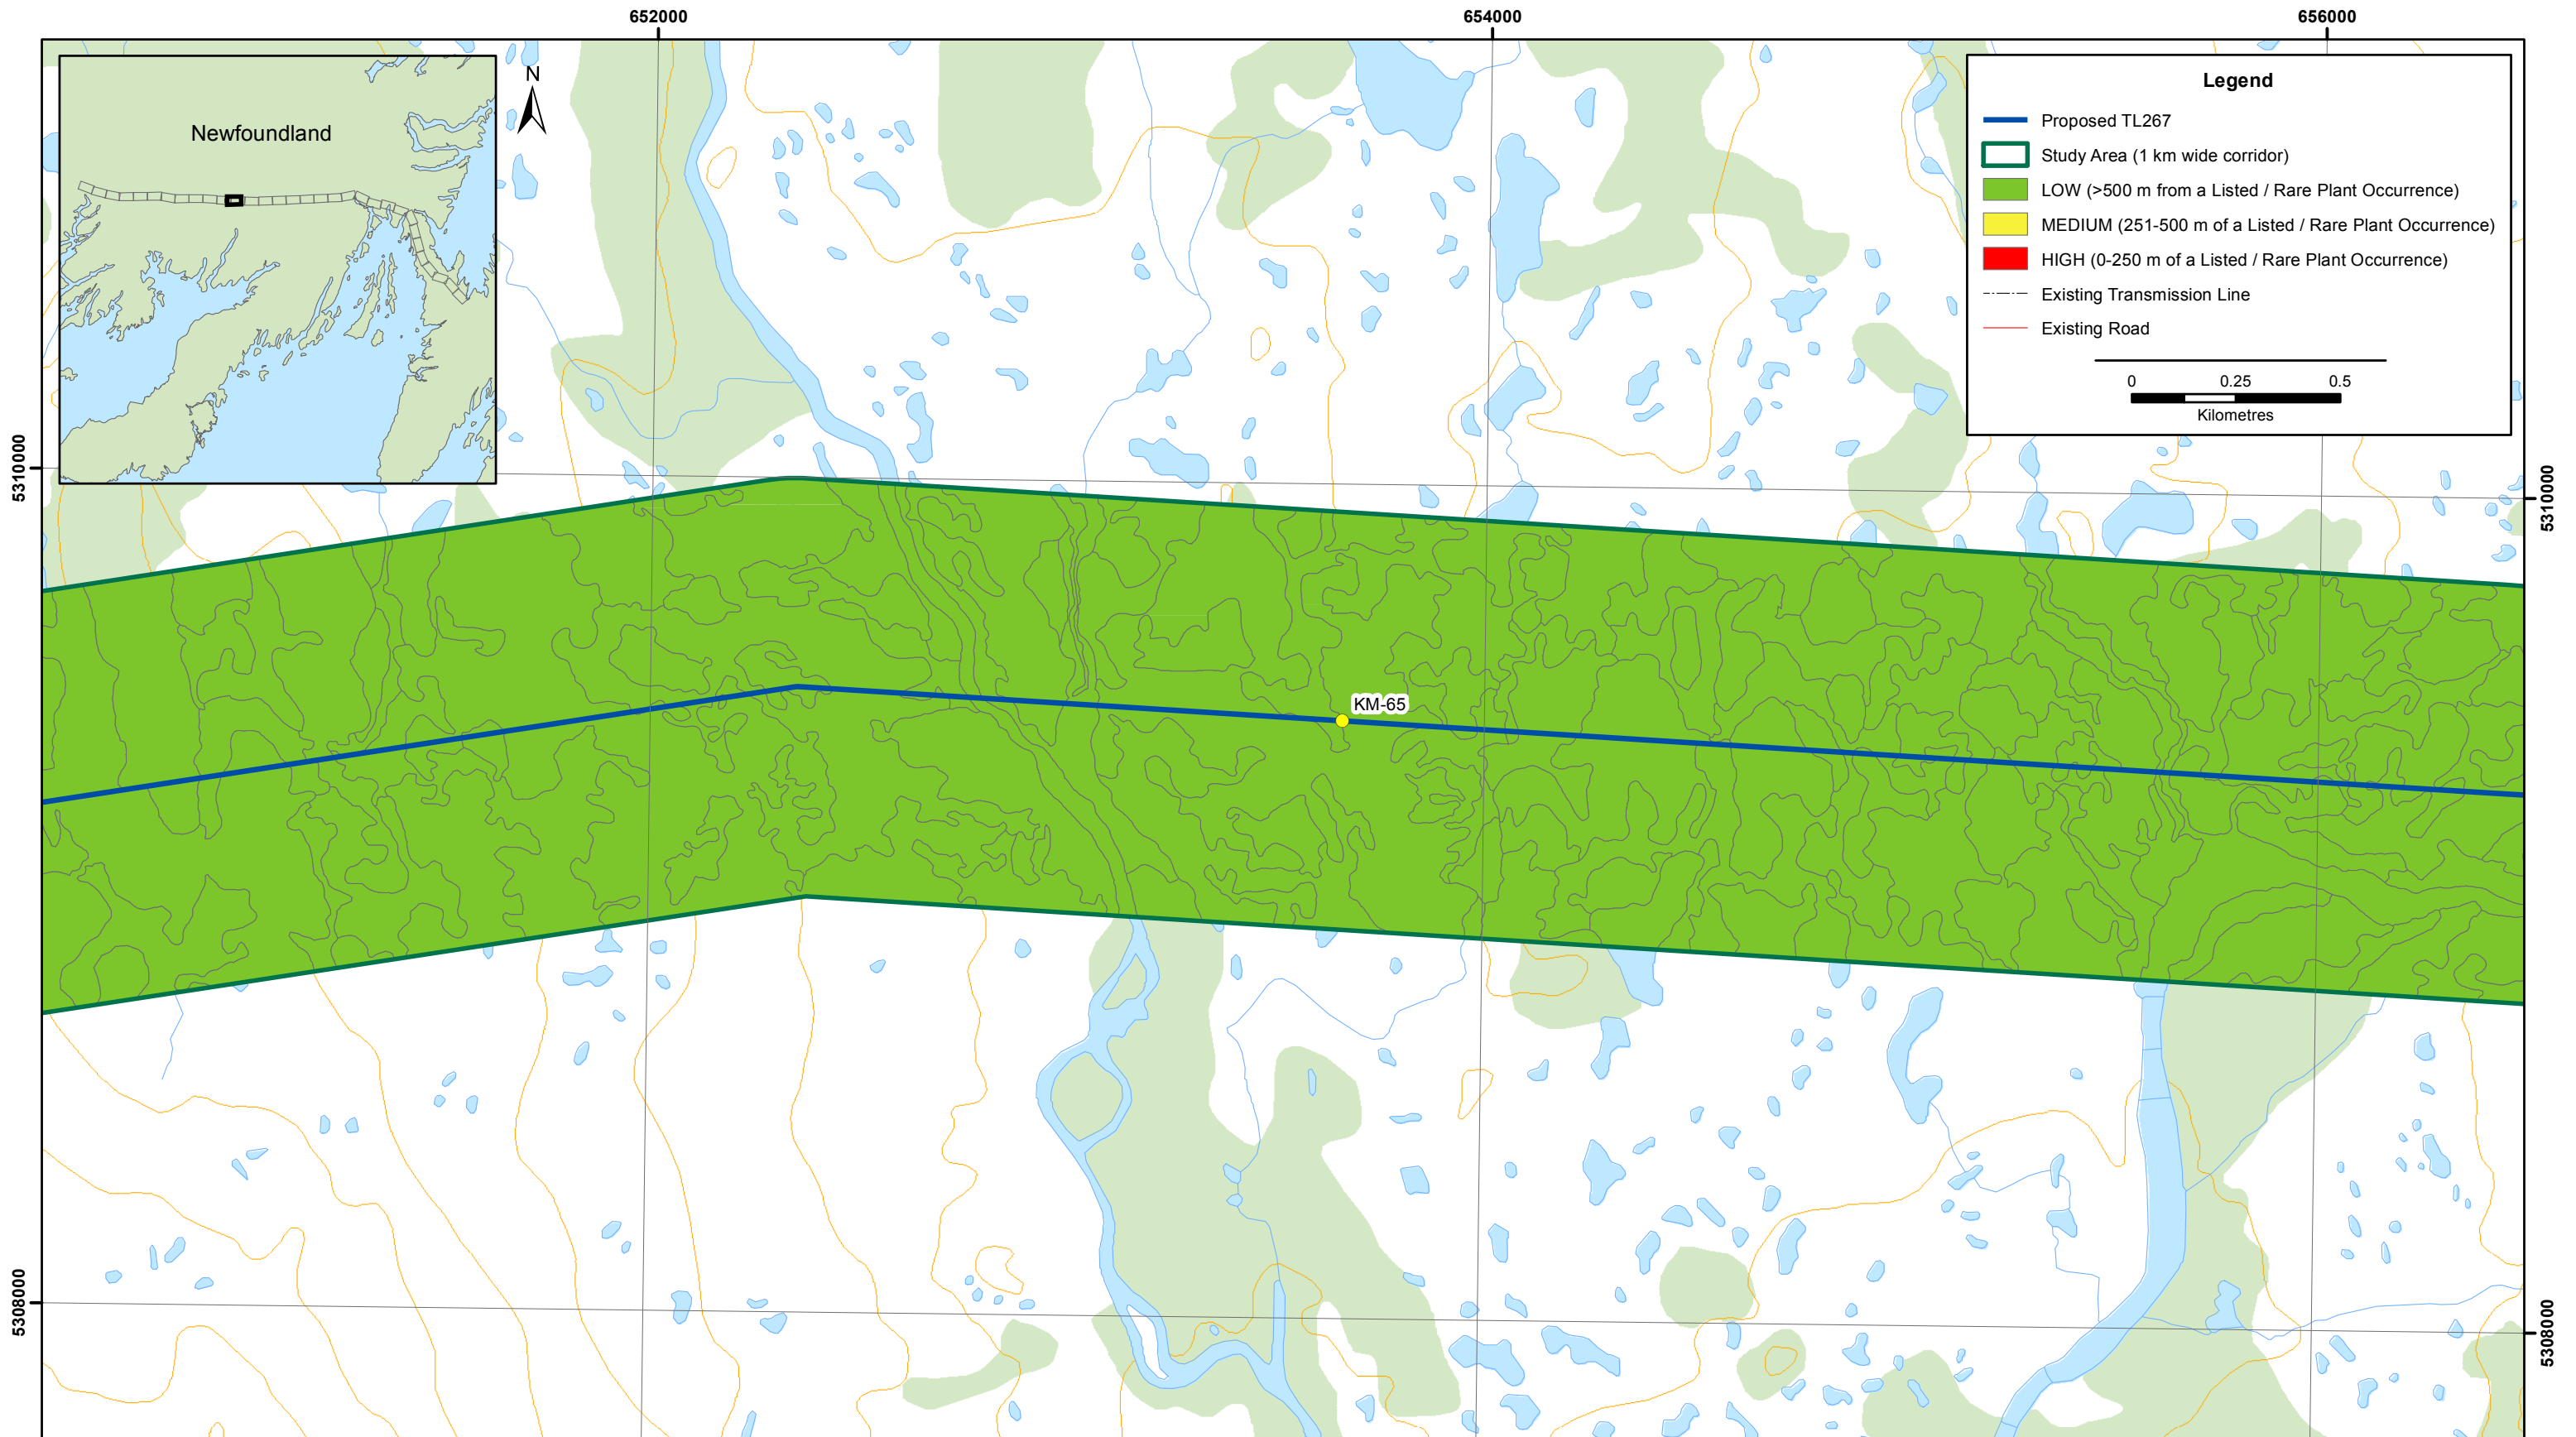 652000
654000
656000
Newfoundland
N
Legend
Proposed TL267
Study Area (1 km wide corridor)
LOW (>500 m from a Listed / Rare Plant Occurrence)
MEDIUM (251-500 m of a Listed / Rare Plant Occurrence)
HIGH (0-250 m of a Listed / Rare Plant Occurrence)
Existing Transmission Line
Existing Road
0 0.25 0.5
Kilometres
5310000
5310000
KM-65
5308000
5308000